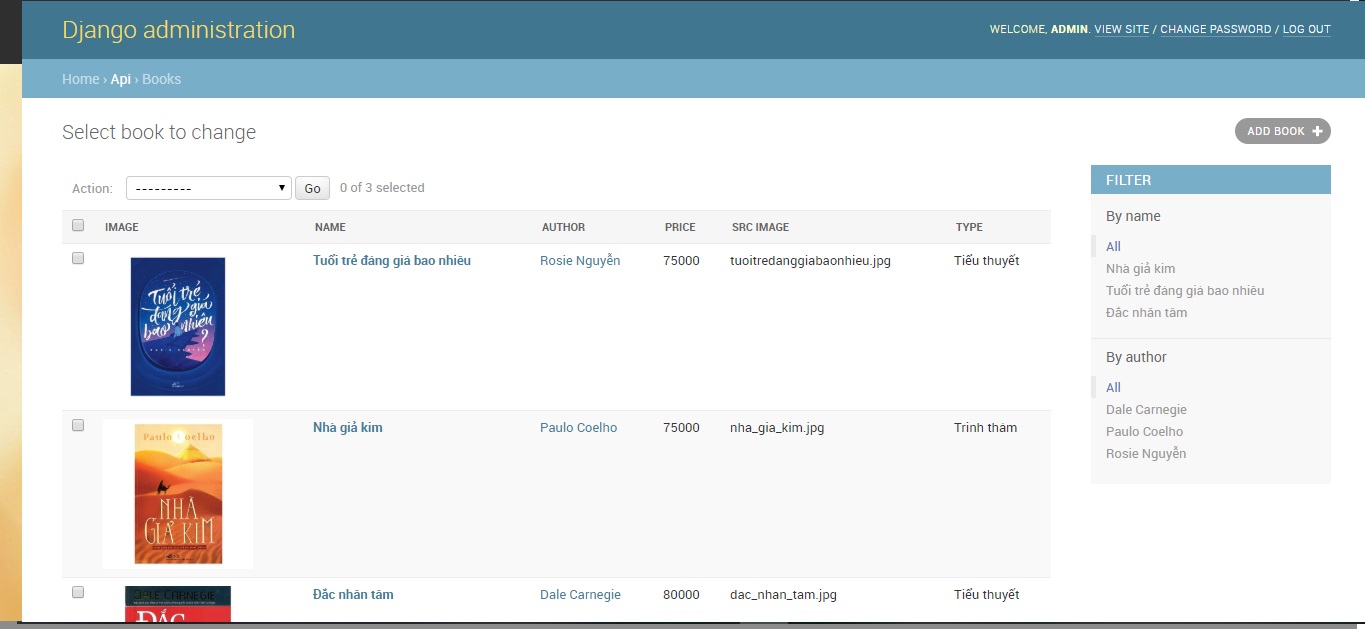 Django administration
WELCOME, ADMIN. VIEW SITE / CHANGE PASSWORD / LOG OUT
Home › Api › Books
Select book to change
ADD BOOK +
Action: --------- Go 0 of 3 selected
IMAGE NAME AUTHOR PRICE SRC IMAGE TYPE
Tuổi trẻ đáng giá bao nhiêu?
Tuổi trẻ đáng giá bao nhiêu Rosie Nguyễn 75000 tuoitredanggiabaonhieu.jpg Tiểu thuyết
Paulo Coelho
NHÀ
GIẢ KIM
Nhà giả kim Paulo Coelho 75000 nha_gia_kim.jpg Trinh thám
DALE CARNEGIE
ĐẮC
Đắc nhân tâm Dale Carnegie 80000 dac_nhan_tam.jpg Tiểu thuyết
FILTER
By name
All
Nhà giả kim
Tuổi trẻ đáng giá bao nhiêu
Đắc nhân tâm
By author
All
Dale Carnegie
Paulo Coelho
Rosie Nguyễn